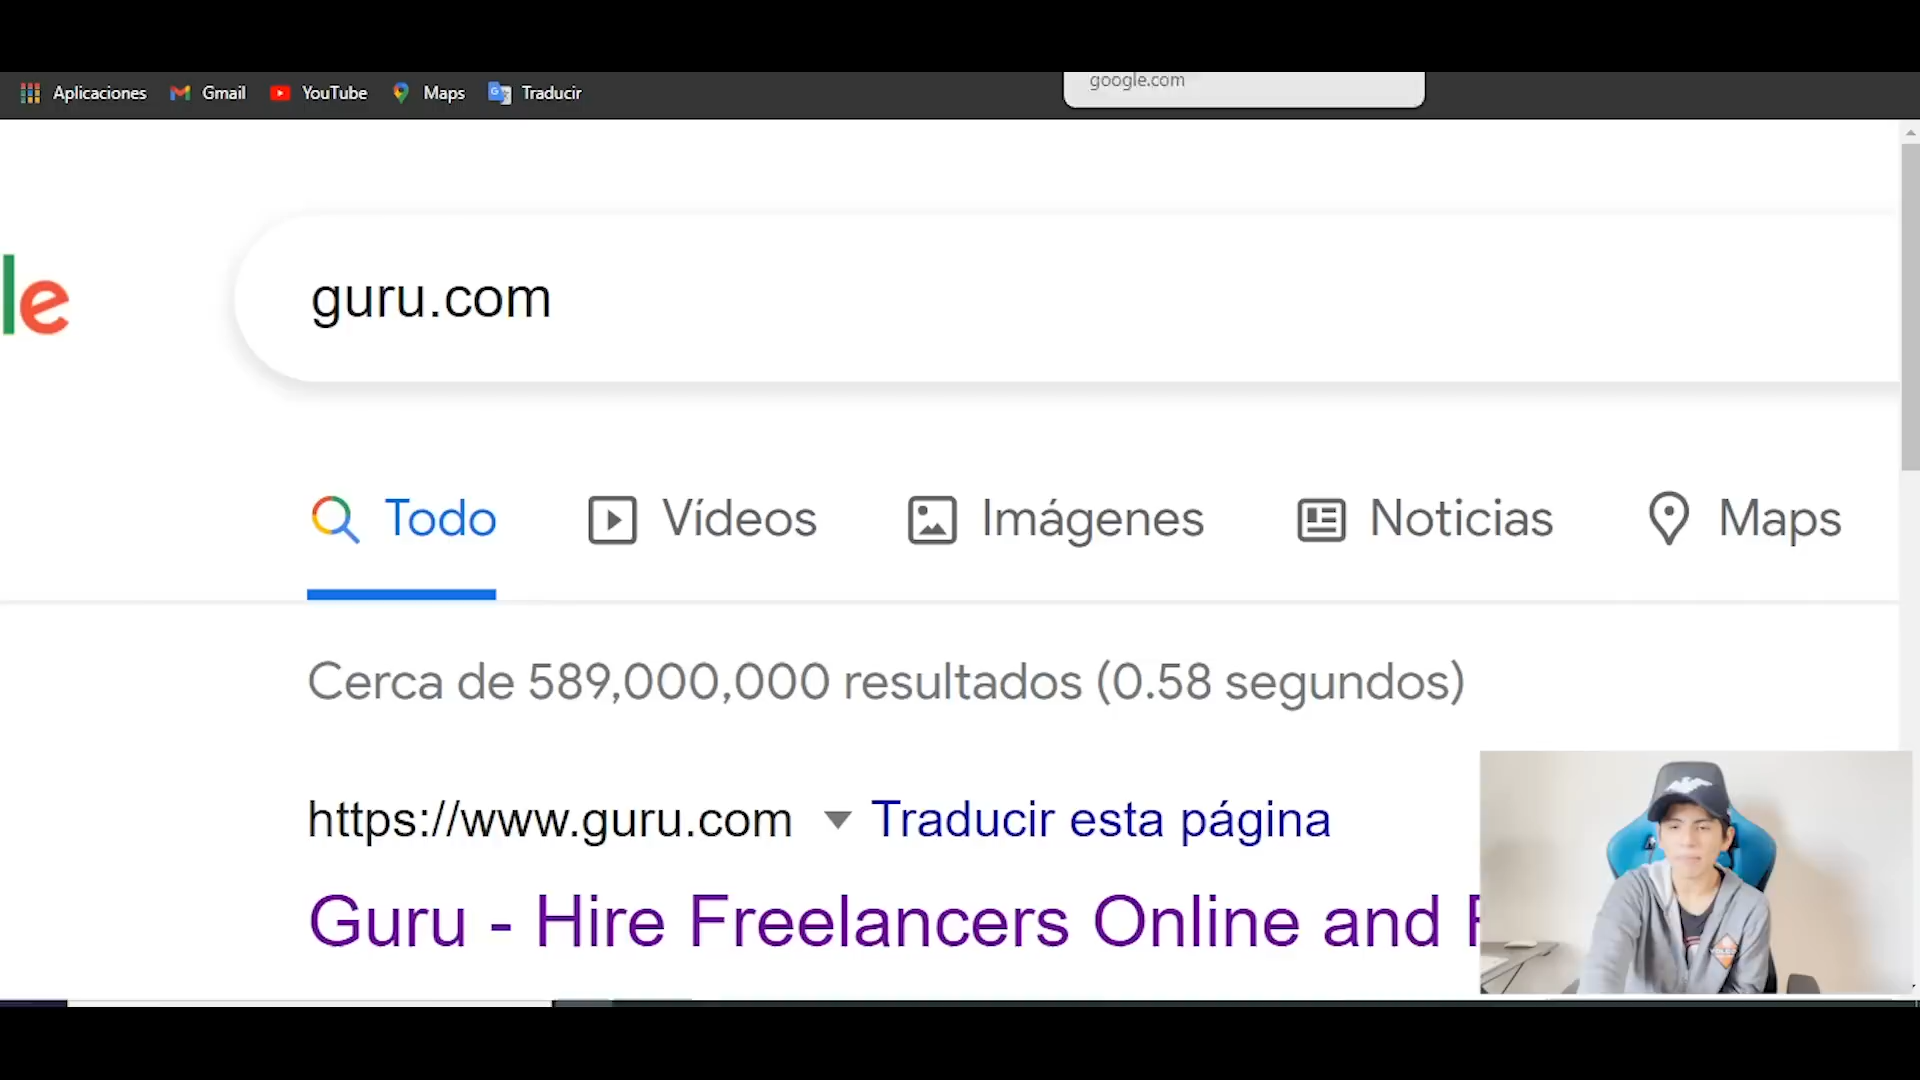 Aplicaciones Gmail YouTube Maps Traducir
google.com
le
guru.com
Todo Vídeos Imágenes Noticias Maps
Cerca de 589,000,000 resultados (0.58 segundos)
https://www.guru.com Traducir esta página
Guru - Hire Freelancers Online and